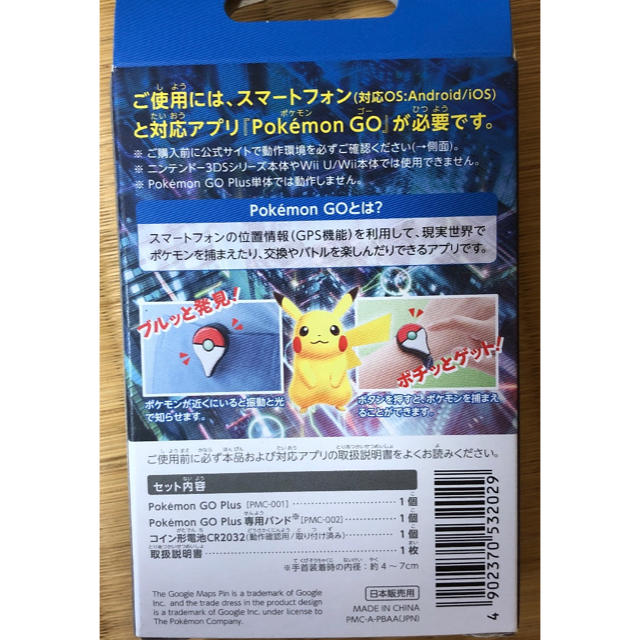 ご使用には、スマートフォン(対応OS:Android/iOS)
と対応アプリ『Pokémon GO』が必要です。
※ ご購入前に公式サイトで動作環境を必ずご確認ください(→側面)。
※ ニンテンドー3DSシリーズ本体やWii U/Wii本体では使用できません。
※ Pokémon GO Plus単体では動作しません。
Pokémon GOとは?
スマートフォンの位置情報(GPS機能)を利用して、現実世界で
ポケモンを捕まえたり、交換やバトルを楽しんだりできるアプリです。
ブルッと発見!
ポケモンが近くにいると振動と光
で知らせます。
ポチッとゲット!
ボタンを押すと、ポケモンを捕まえ
ることができます。
ご使用前に必ず本品および対応アプリの取扱説明書をよくお読みください。
セット内容
Pokémon GO Plus [PMC-001] 1個
Pokémon GO Plus 専用バンド※[PMC-002] 1個
コイン形電池CR2032(動作確認用/取り付け済み) 1個
取扱説明書 1枚
※手首装着時の内径:約4~7cm
The Google Maps Pin is a trademark of Google
Inc. and the trade dress in the product design
is a trademark of Google Inc. under license to
The Pokémon Company.
日本販売用
MADE IN CHINA
PMC-A-PBAA(JPN)
4 902370 532029